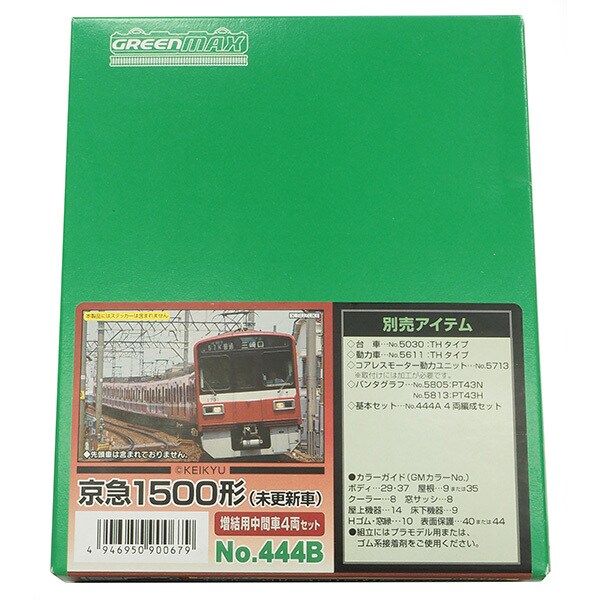 GREENMAX
本製品にはステッカーは含まれません
GREENMAX
三崎口
◆先頭車は含まれておりません。
©KEIKYU
京急1500形(未更新車)
増結用中間車4両セット
No.444B
4 946950 900679
別売アイテム
◆台 車…No.5030:THタイプ
◆動力車…No.5611:THタイプ
◆コアレスモーター動力ユニット…No.5713
※取付けには加工が必要です。
◆パンタグラフ…No.5805:PT43N
No.5813:PT43H
◆基本セット…No.444A 4両編成セット
●カラーガイド(GMカラーNo.)
ボディ…29・37 屋根…9または35
クーラー…8 窓サッシ…8
屋上機器…14 床下機器…9
Hゴム・窓縁…10 表面保護…40または44
●組立にはプラモデル用または、
ゴム系接着剤をご使用ください。